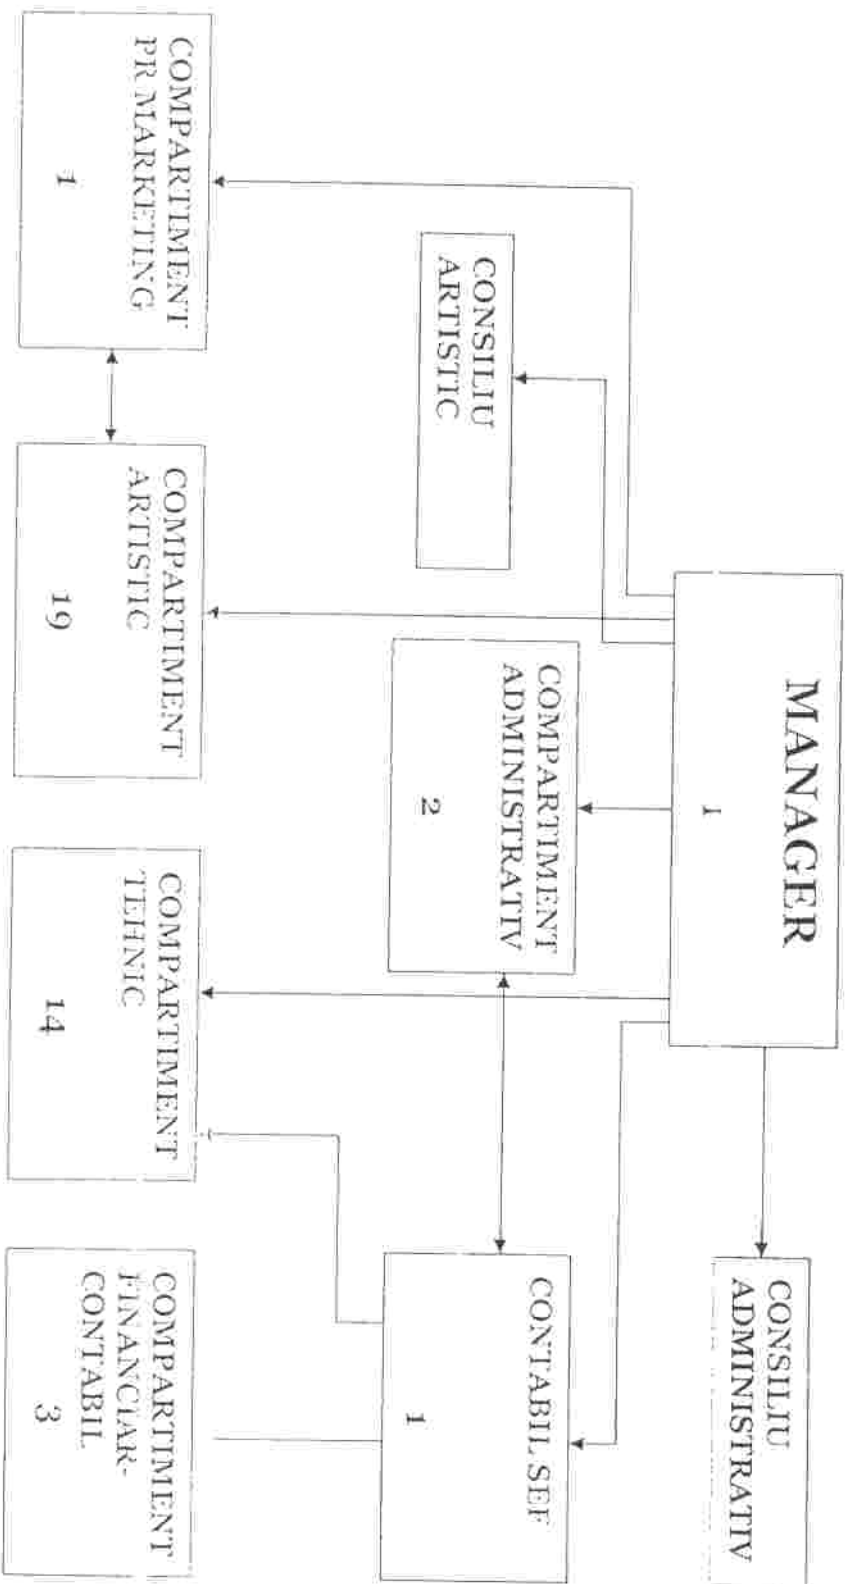 MANAGER
1
CONSILIU
ADMINISTRATIV
CONSILIU
ARTISTIC
COMPARTIMENT
ADMINISTRATIV
2
CONTABIL SEF
1
COMPARTIMENT
PR MARKETING
1
COMPARTIMENT
ARTISTIC
19
COMPARTIMENT
TEHNIC
14
COMPARTIMENT
FINANCIAR-
CONTABIL
3